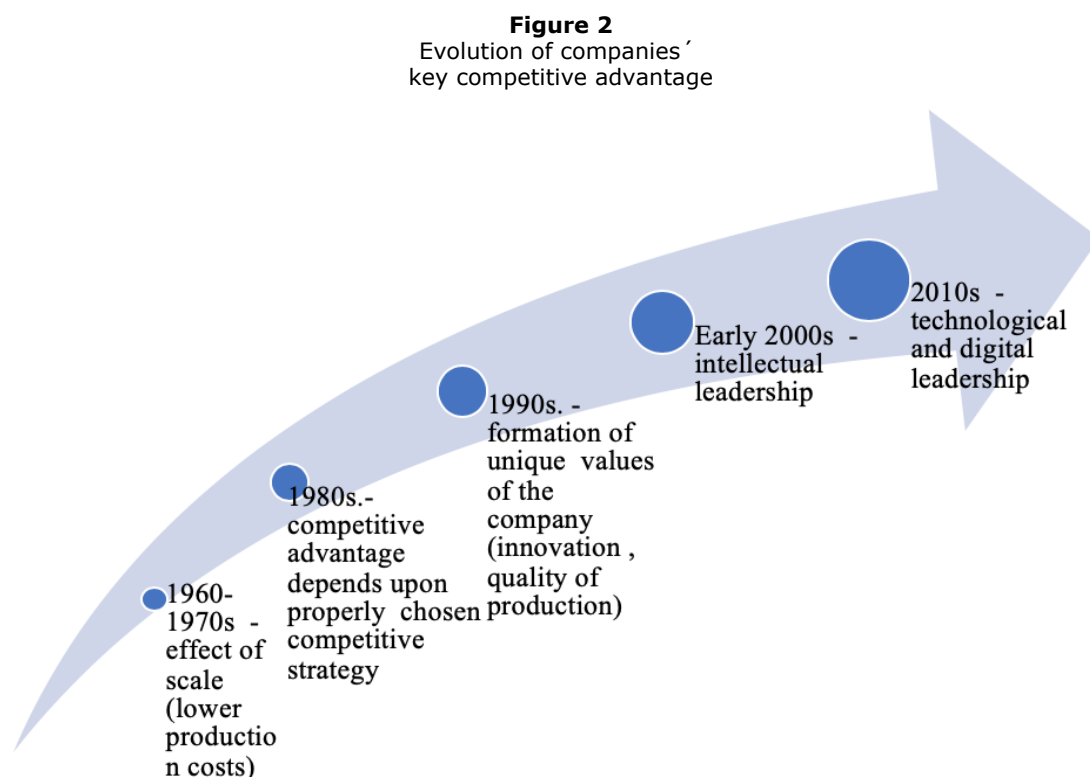 Figure 2
Evolution of companies´
key competitive advantage
1960-
1970s -
effect of
scale
(lower
productio
n costs)
1980s.-
competitive
advantage
depends upon
properly chosen
competitive
strategy
1990s. -
formation of
unique values
of the
company
(innovation ,
quality of
production)
Early 2000s -
intellectual
leadership
2010s -
technological
and digital
leadership